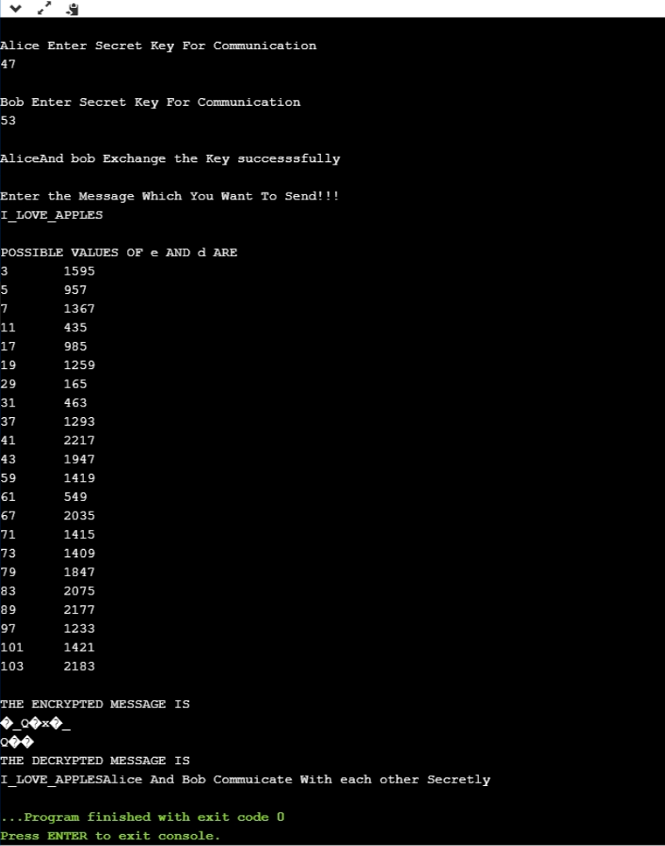 Alice Enter Secret Key For Communication
47
Bob Enter Secret Key For Communication
53
AliceAnd bob Exchange the Key successsfully
Enter the Message Which You Want To Send!!!
I_LOVE_APPLES
POSSIBLE VALUES OF e AND d ARE
3 1595
5 957
7 1367
11 435
17 985
19 1259
29 165
31 463
37 1293
41 2217
43 1947
59 1419
61 549
67 2035
71 1415
73 1409
79 1847
83 2075
89 2177
97 1233
101 1421
103 2183
THE ENCRYPTED MESSAGE IS
�_Q�x�_
Q��
THE DECRYPTED MESSAGE IS
I_LOVE_APPLESAlice And Bob Commuicate With each other Secretly
...Program finished with exit code 0
Press ENTER to exit console.